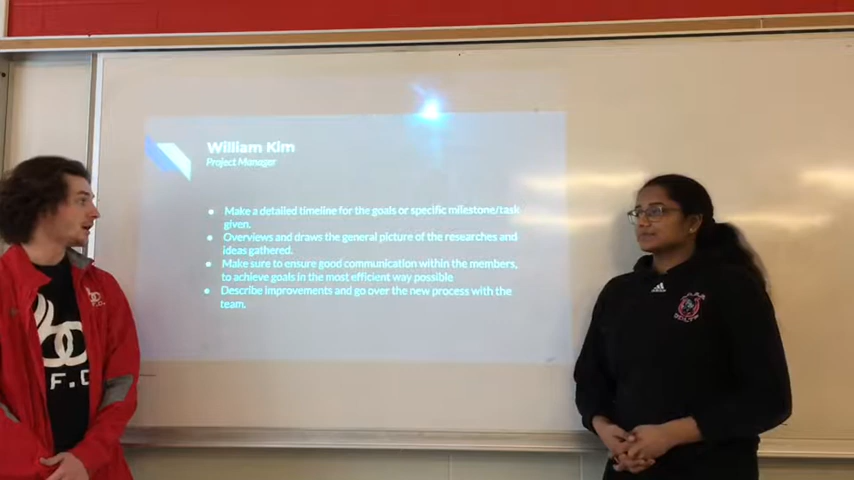 William Kim
Project Manager
Make a detailed timeline for the goals or specific milestone/task
given.
Overviews and draws the general picture of the researches and
ideas gathered.
Make sure to ensure good communication within the members,
to achieve goals in the most efficient way possible.
Describe improvements and go over the new process with the
team.
F.C